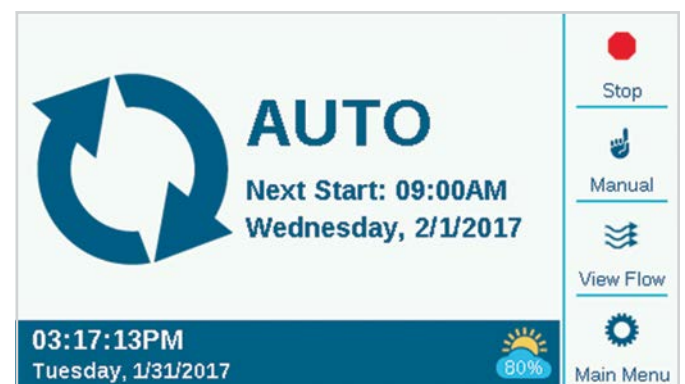 AUTO
Next Start: 09:00AM
Wednesday, 2/1/2017
03:17:13PM
Tuesday, 1/31/2017
80%
Stop
Manual
View Flow
Main Menu